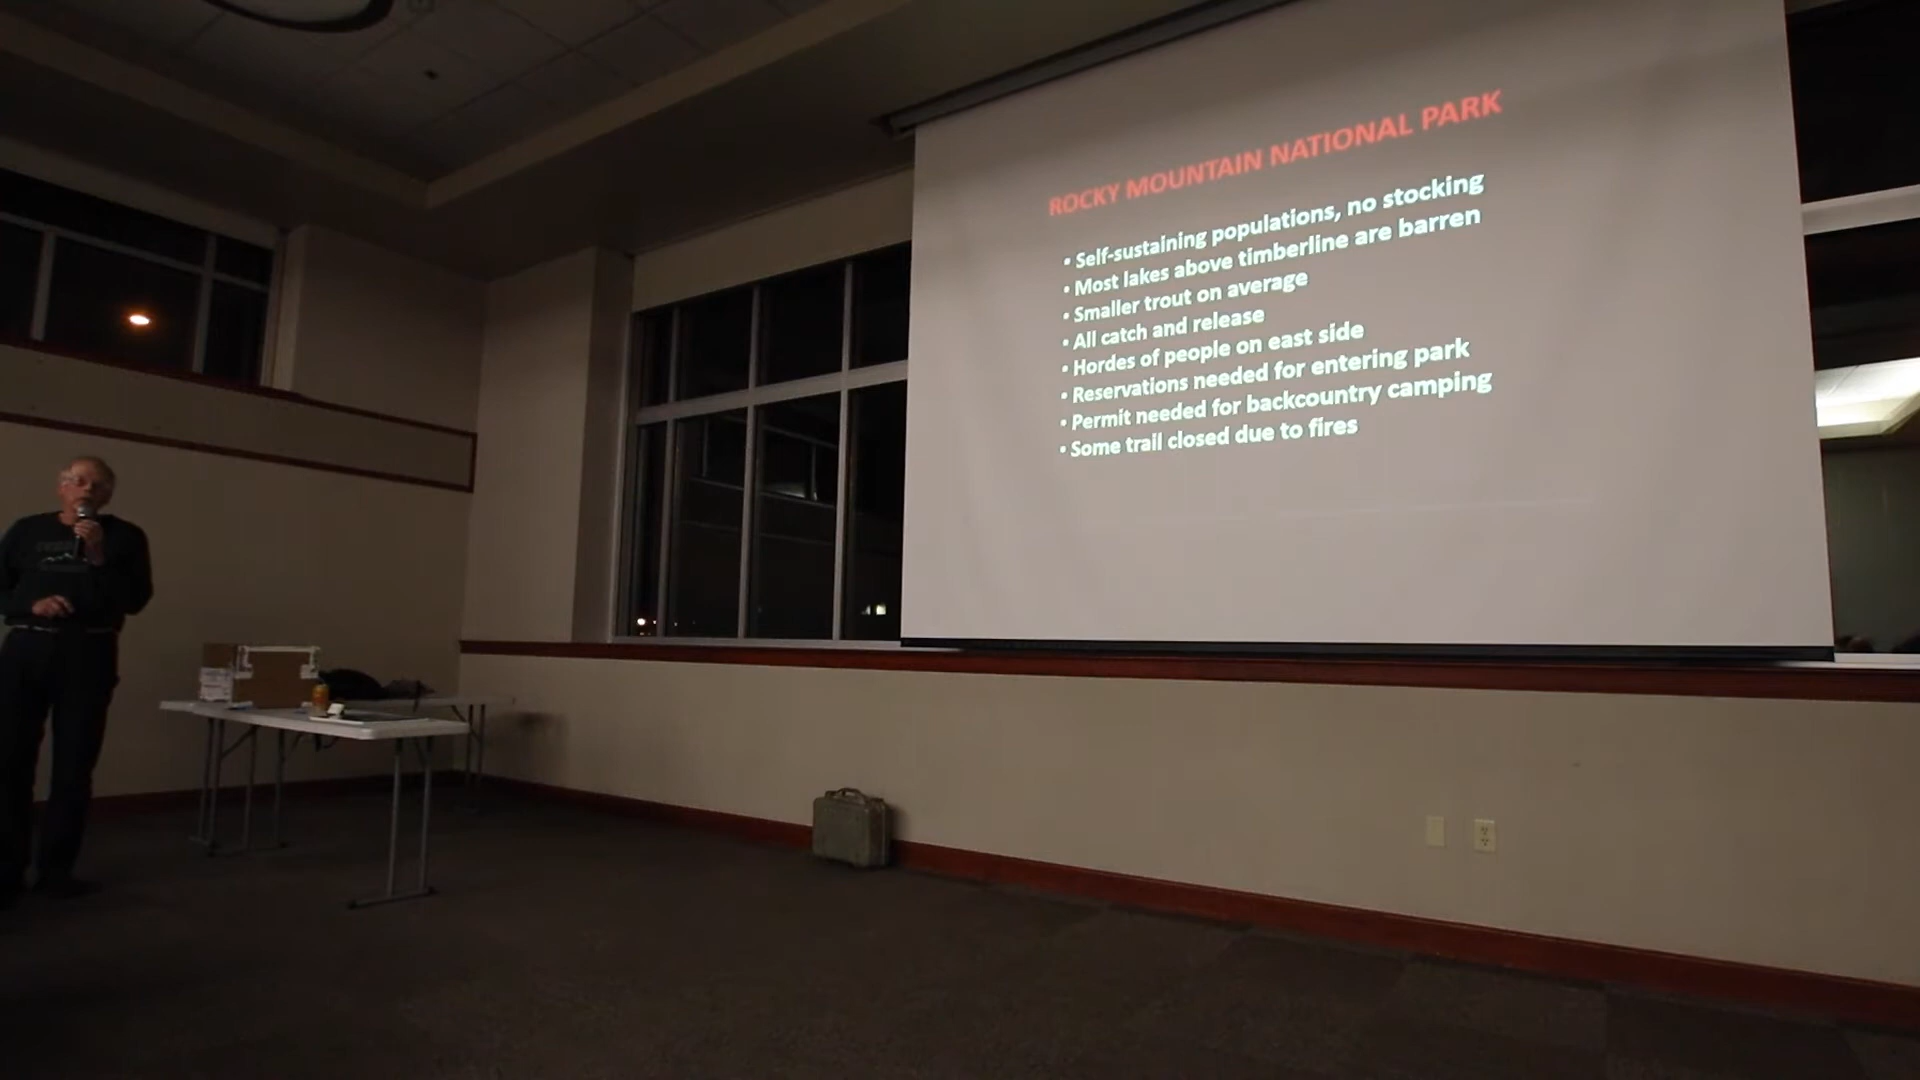 ROCKY MOUNTAIN NATIONAL PARK
• Self-sustaining populations, no stocking
• Most lakes above timberline are barren
• Smaller trout on average
• All catch and release
• Hordes of people on east side
• Reservations needed for entering park
• Permit needed for backcountry camping
• Some trail closed due to fires